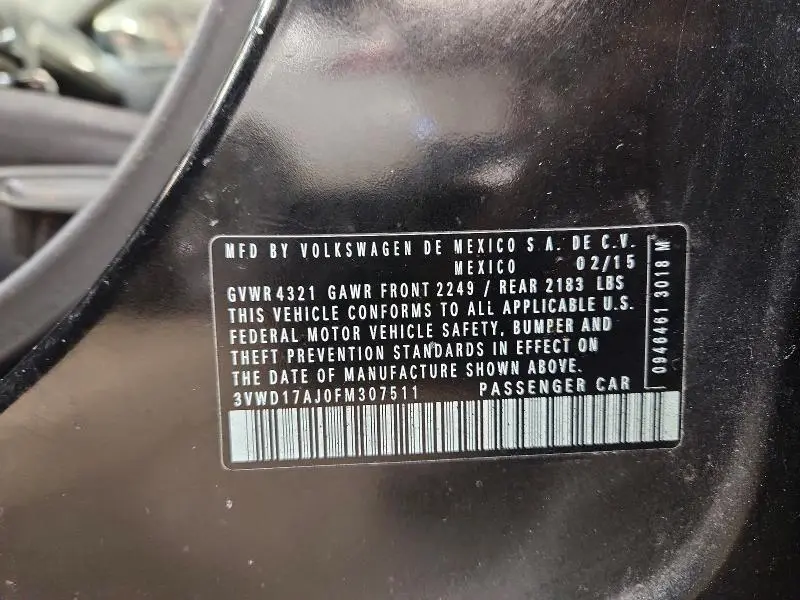 MFD BY VOLKSWAGEN DE MEXICO S.A. DE C.V.
MEXICO 02/15
GVWR 4321 GAWR FRONT 2249 / REAR 2183 LBS
THIS VEHICLE CONFORMS TO ALL APPLICABLE U.S.
FEDERAL MOTOR VEHICLE SAFETY, BUMPER AND
THEFT PREVENTION STANDARDS IN EFFECT ON
THE DATE OF MANUFACTURE SHOWN ABOVE.
3VWD17AJ0FM307511 PASSENGER CAR
0946461 3018 M